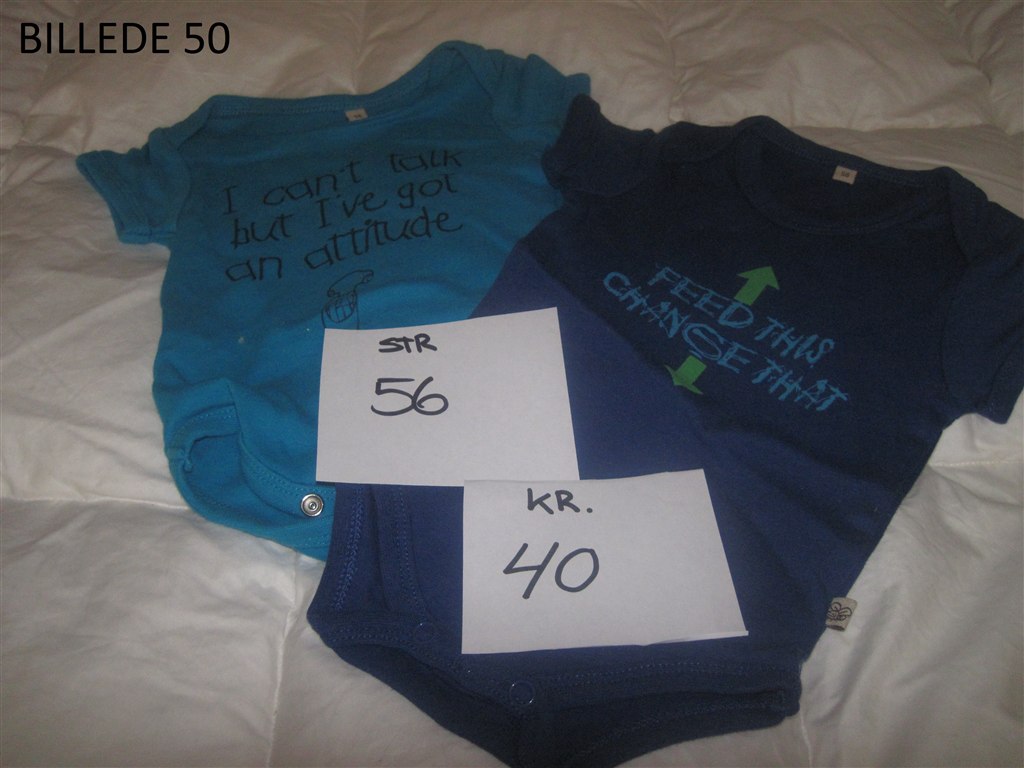 BILLEDE 50
I can't talk
but I've got
an attitude
FEED THIS
CHANGE THAT
STR
56
KR.
40